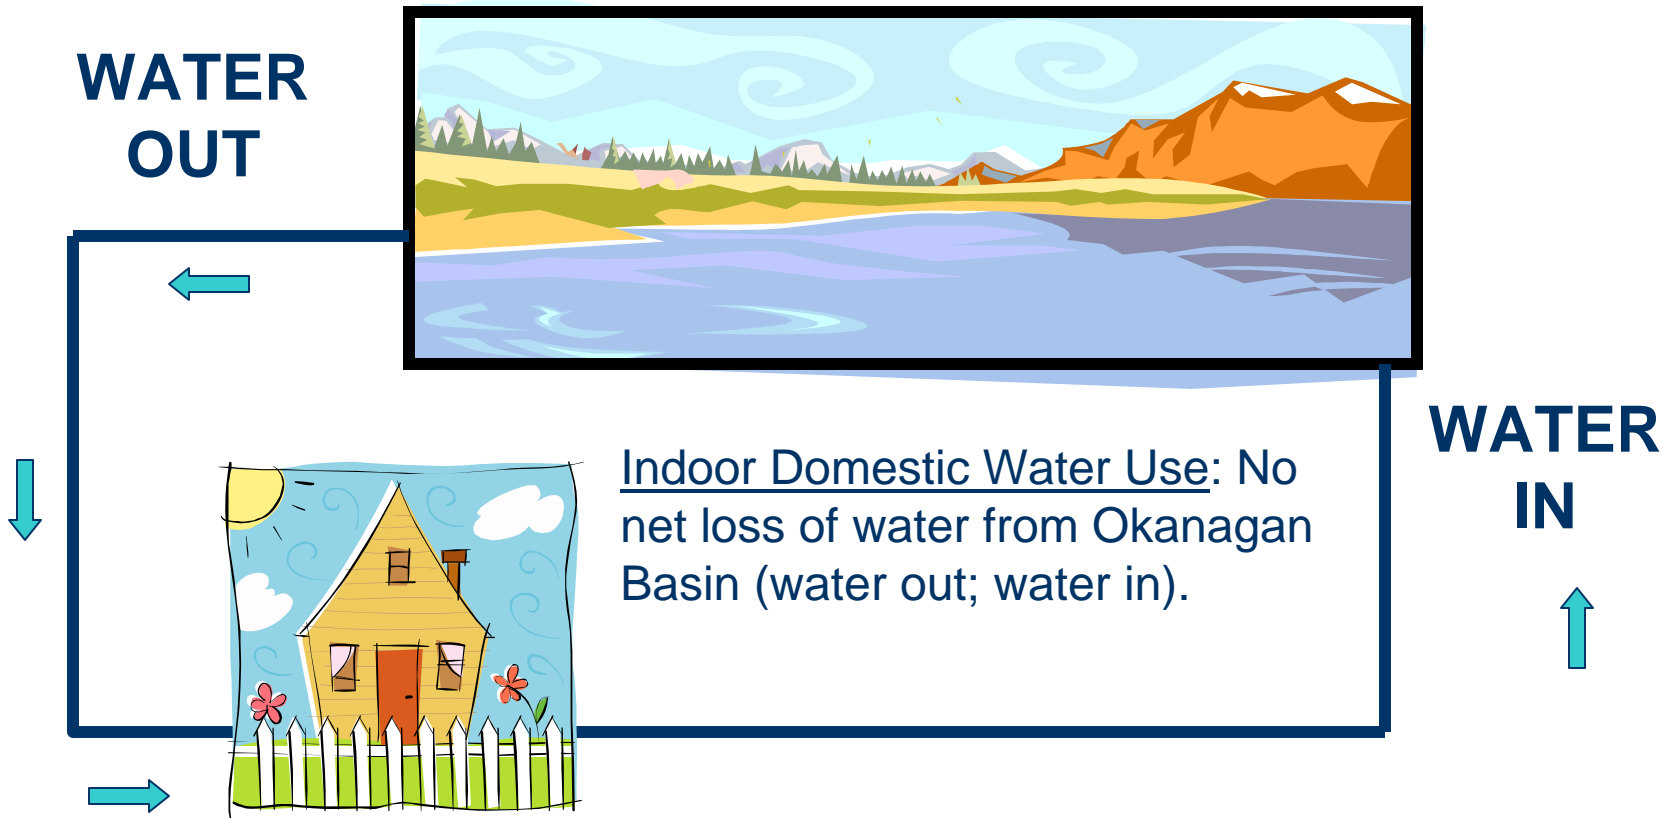 WATER
OUT
Indoor Domestic Water Use: No
net loss of water from Okanagan
Basin (water out; water in).
WATER
IN